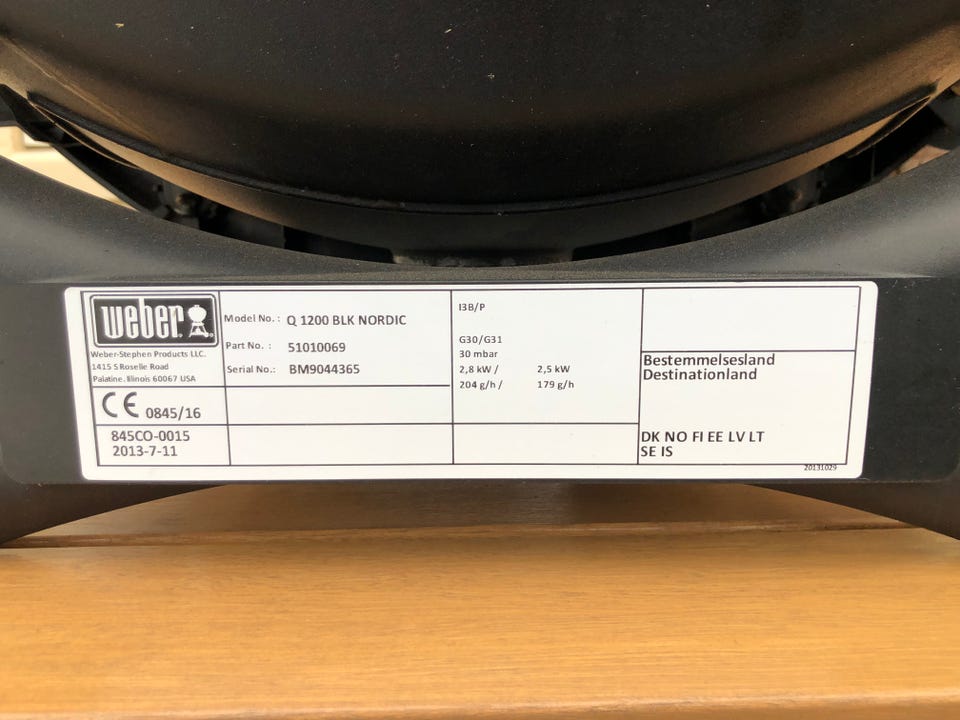 weber
Weber-Stephen Products LLC.
1415 S Roselle Road
Palatine. Illinois 60067 USA
Model No.: Q 1200 BLK NORDIC
Part No. : 51010069
Serial No.: BM9044365
CE 0845/16
845CO-0015
2013-7-11
I3B/P
G30/G31
30 mbar
2,8 kW / 2,5 kW
204 g/h / 179 g/h
Bestemmelsesland
Destinationland
DK NO FI EE LV LT
SE IS
20131029